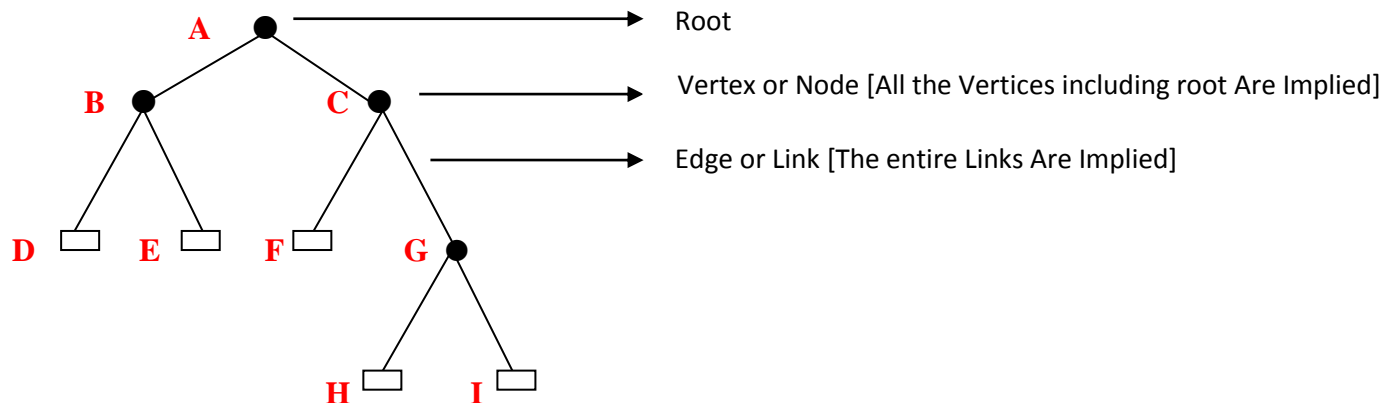 A
Root
B
C
Vertex or Node [All the Vertices including root Are Implied]
Edge or Link [The entire Links Are Implied]
D
E
F
G
H
I